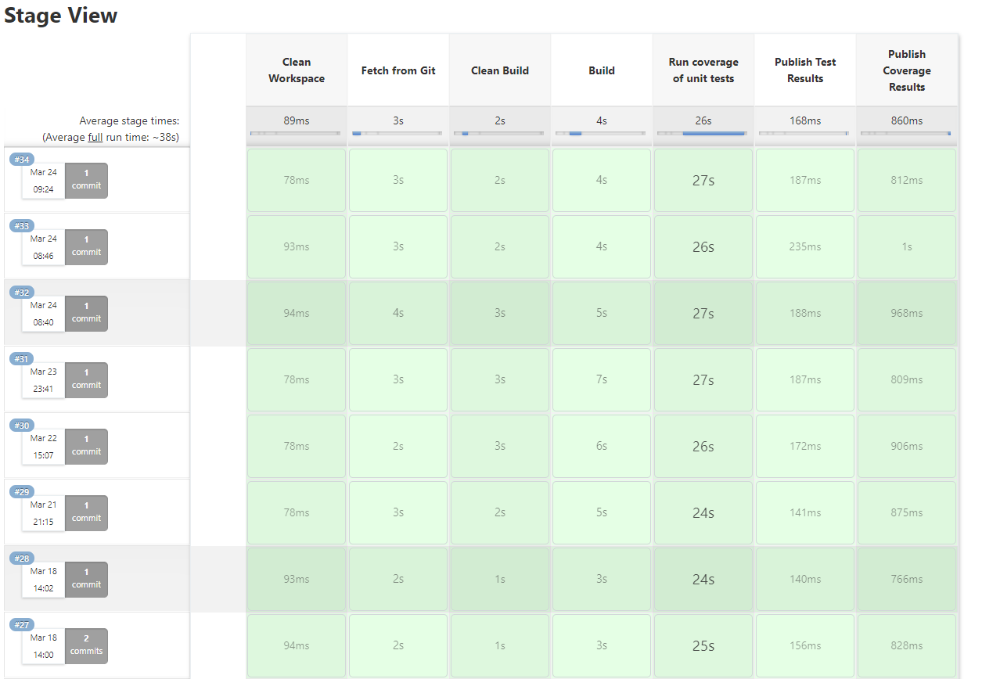 Stage View
Clean
Workspace
Fetch from Git
Clean Build
Build
Run coverage
of unit tests
Publish Test
Results
Publish
Coverage
Results
Average stage times:
(Average full run time: ~38s)
89ms
3s
2s
4s
26s
168ms
860ms
#34
Mar 24
09:24
1
commit
78ms
3s
2s
4s
27s
187ms
812ms
#33
Mar 24
08:46
1
commit
93ms
3s
2s
4s
26s
235ms
1s
#32
Mar 24
08:40
1
commit
94ms
4s
3s
5s
27s
188ms
968ms
#31
Mar 23
23:41
1
commit
78ms
3s
3s
7s
27s
187ms
809ms
#30
Mar 22
15:07
1
commit
78ms
2s
3s
6s
26s
172ms
906ms
#29
Mar 21
21:15
1
commit
78ms
3s
2s
5s
24s
141ms
875ms
#28
Mar 18
14:02
1
commit
93ms
2s
1s
3s
24s
140ms
766ms
#27
Mar 18
14:00
2
commits
94ms
2s
1s
3s
25s
156ms
828ms